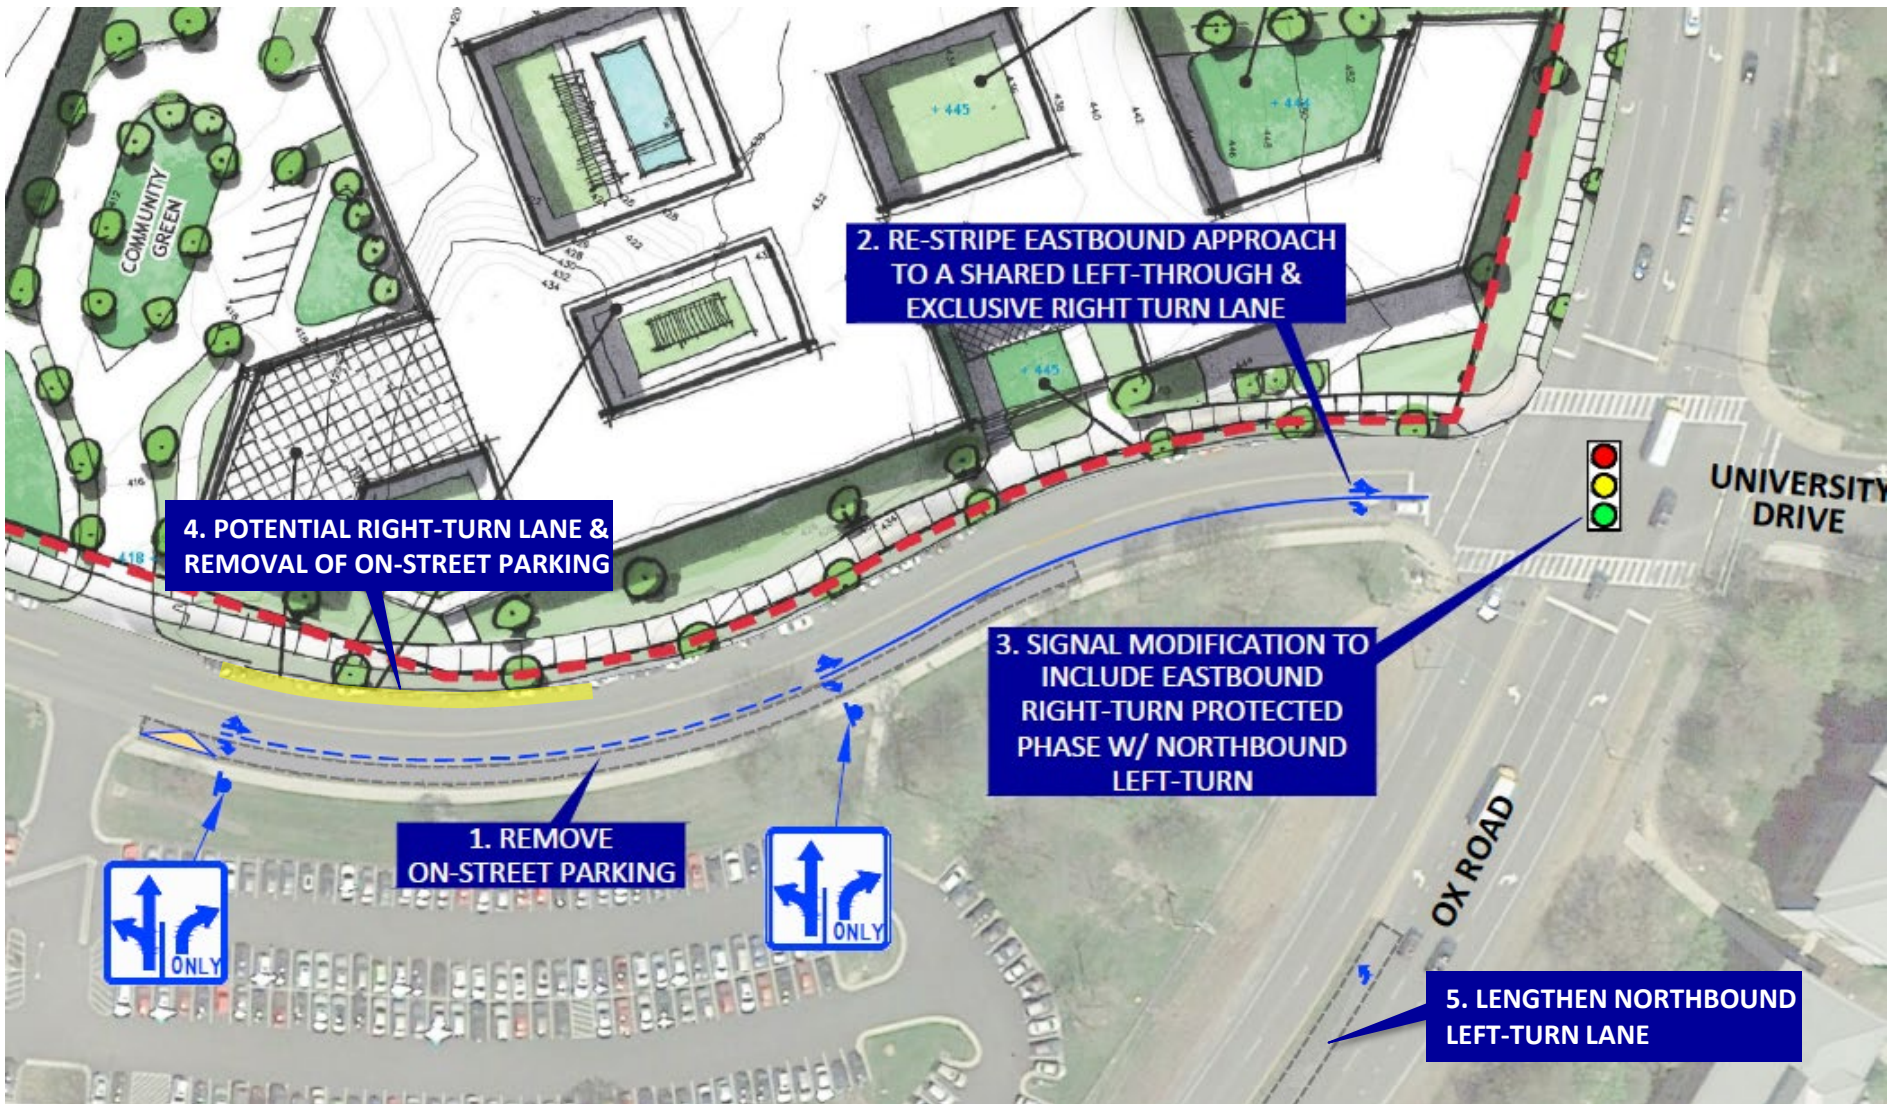 COMMUNITY
GREEN
+ 445
+ 445
418
2. RE-STRIPE EASTBOUND APPROACH
TO A SHARED LEFT-THROUGH &
EXCLUSIVE RIGHT TURN LANE
4. POTENTIAL RIGHT-TURN LANE &
REMOVAL OF ON-STREET PARKING
UNIVERSITY
DRIVE
3. SIGNAL MODIFICATION TO
INCLUDE EASTBOUND
RIGHT-TURN PROTECTED
PHASE W/ NORTHBOUND
LEFT-TURN
1. REMOVE
ON-STREET PARKING
ONLY
ONLY
OX ROAD
5. LENGTHEN NORTHBOUND
LEFT-TURN LANE